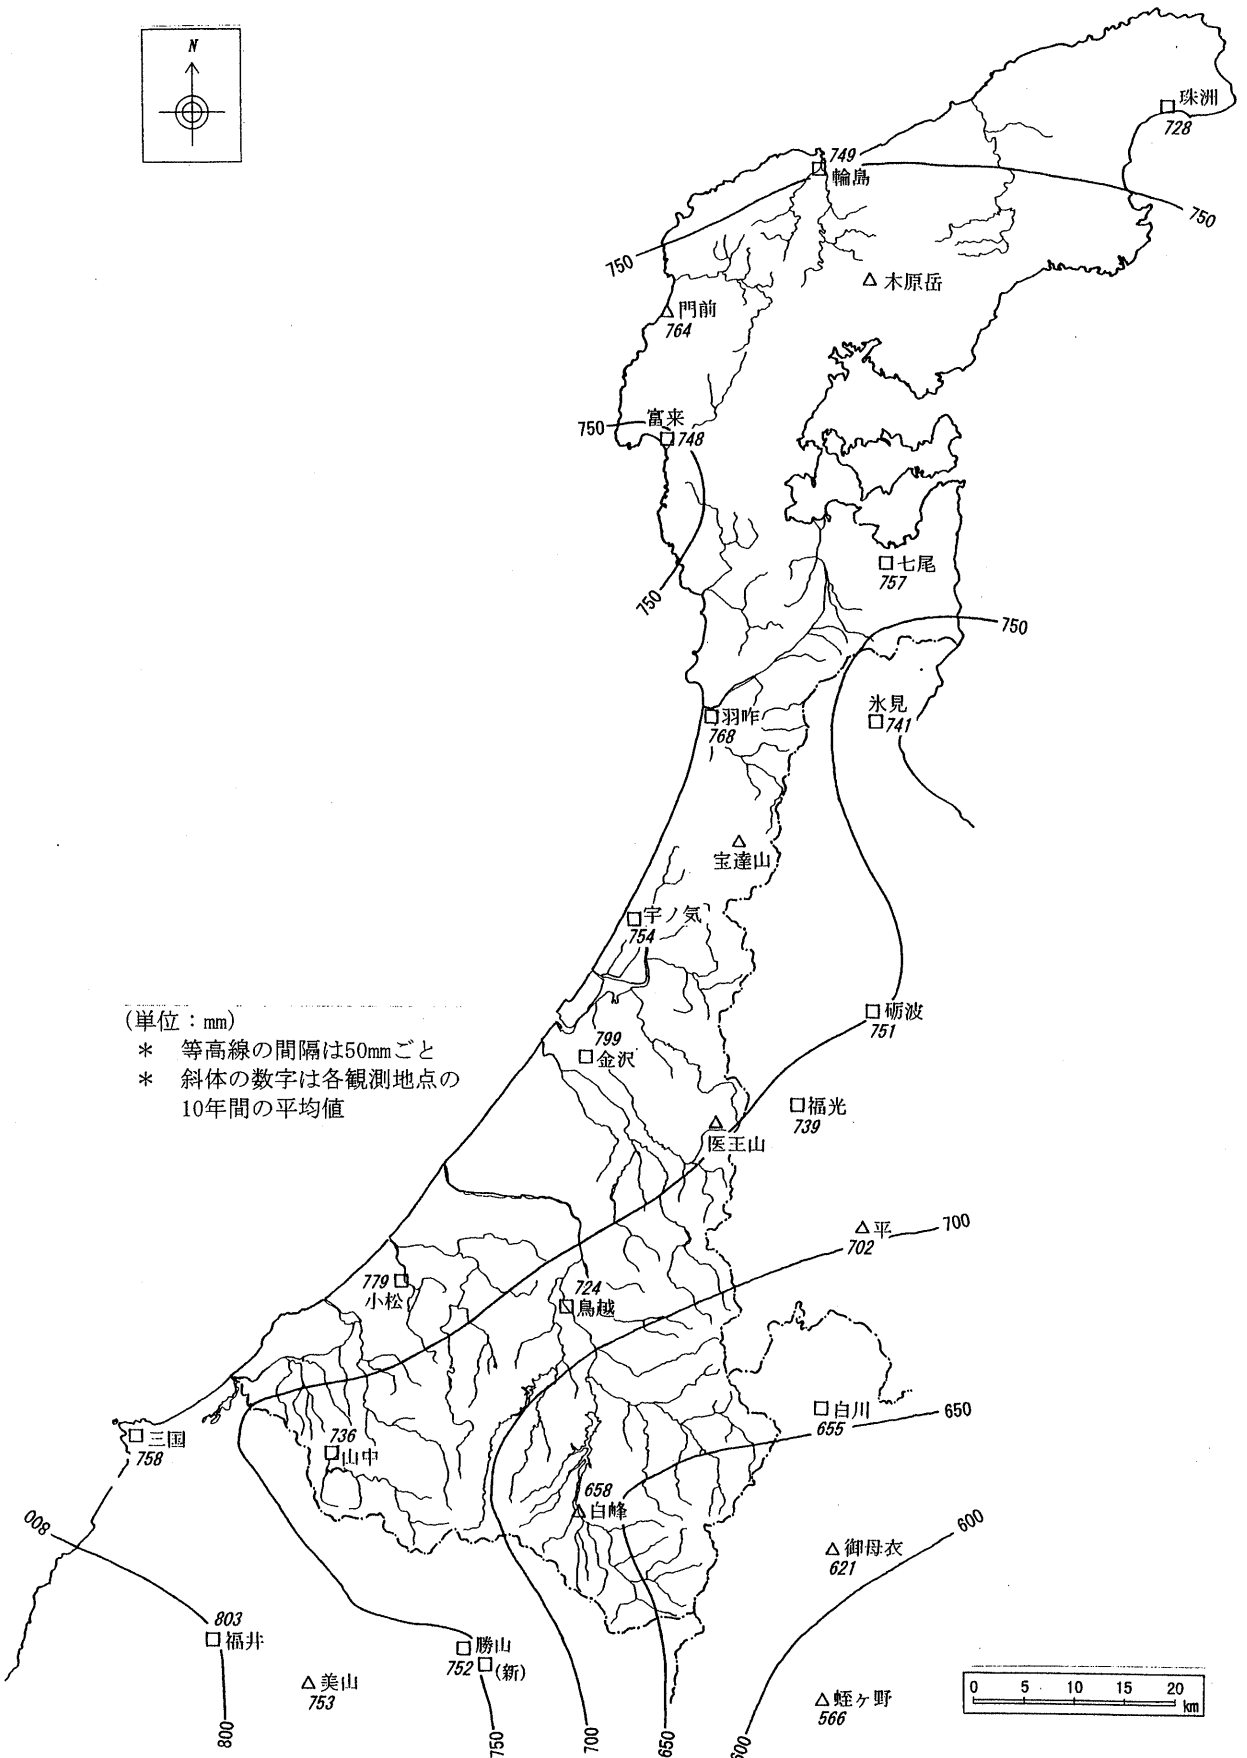 N
珠洲
728
749
輪島
750
750
木原岳
門前
764
富来
750
748
七尾
757
750
750
氷見
741
羽咋
768
宝達山
宇ノ気
754
(単位:mm)
* 等高線の間隔は50mmごと
* 斜体の数字は各観測地点の
10年間の平均値
砺波
751
799
金沢
福光
739
医王山
平
702
700
779
小松
724
鳥越
白川
655
650
三国
758
736
山中
658
白峰
800
御母衣
621
600
803
福井
勝山
752
(新)
美山
753
蛭ヶ野
566
0 5 10 15 20
km
800
750
700
650
600